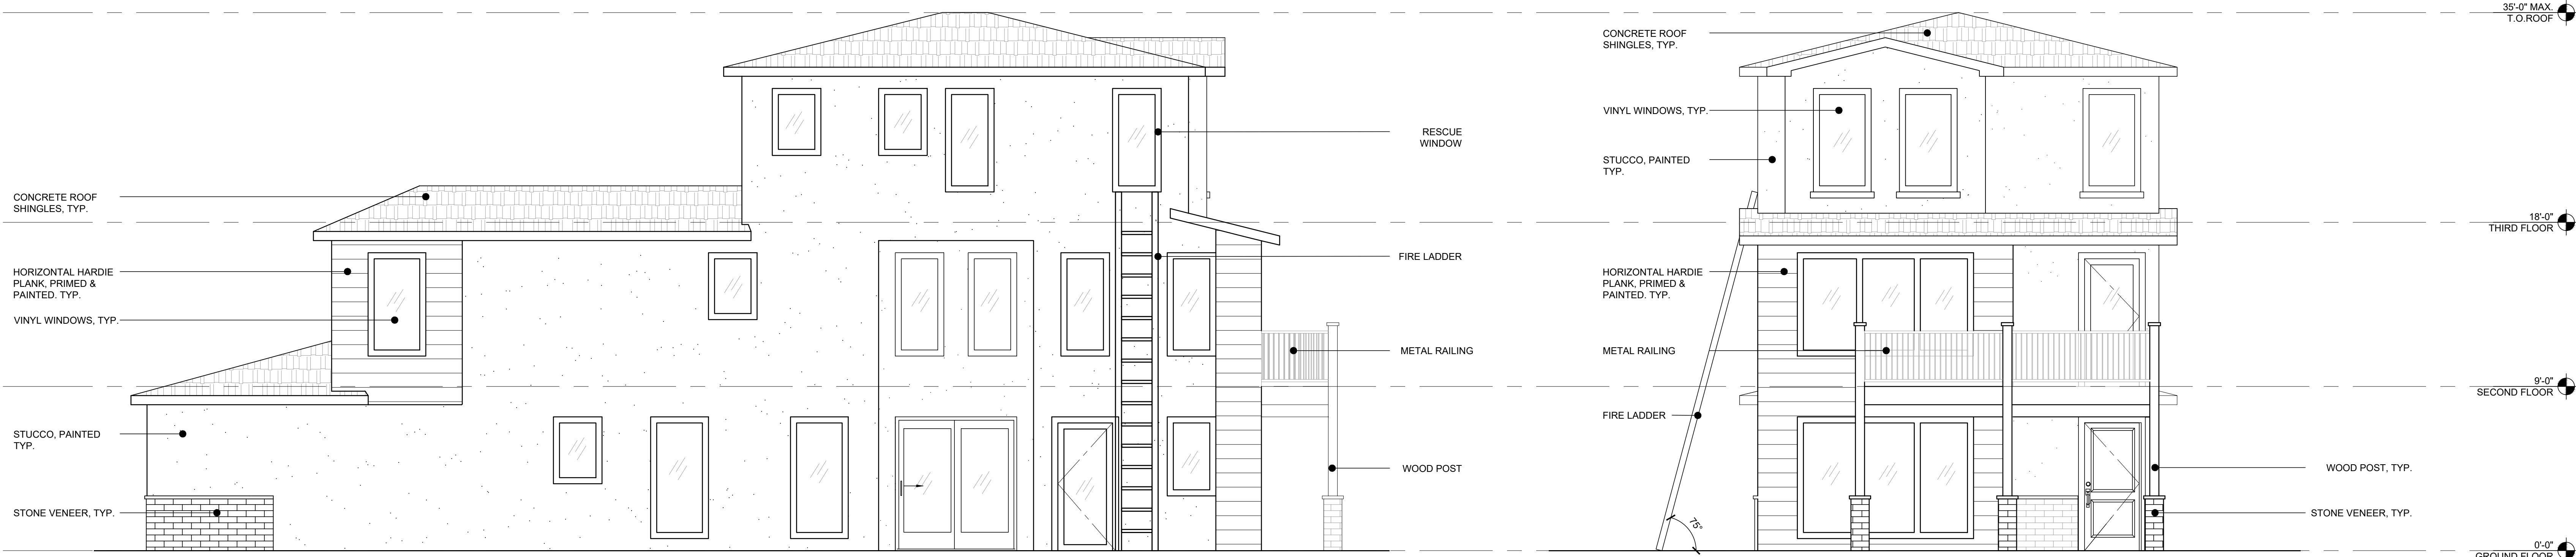 CONCRETE ROOF
SHINGLES, TYP.
HORIZONTAL HARDIE
PLANK, PRIMED &
PAINTED. TYP.
VINYL WINDOWS, TYP.
STUCCO, PAINTED
TYP.
STONE VENEER, TYP.
RESCUE
WINDOW
FIRE LADDER
METAL RAILING
WOOD POST
CONCRETE ROOF
SHINGLES, TYP.
VINYL WINDOWS, TYP.
STUCCO, PAINTED
TYP.
HORIZONTAL HARDIE
PLANK, PRIMED &
PAINTED. TYP.
METAL RAILING
FIRE LADDER
75°
WOOD POST, TYP.
STONE VENEER, TYP.
35'-0" MAX.
T.O.ROOF
18'-0"
THIRD FLOOR
9'-0"
SECOND FLOOR
0'-0"
GROUND FLOOR